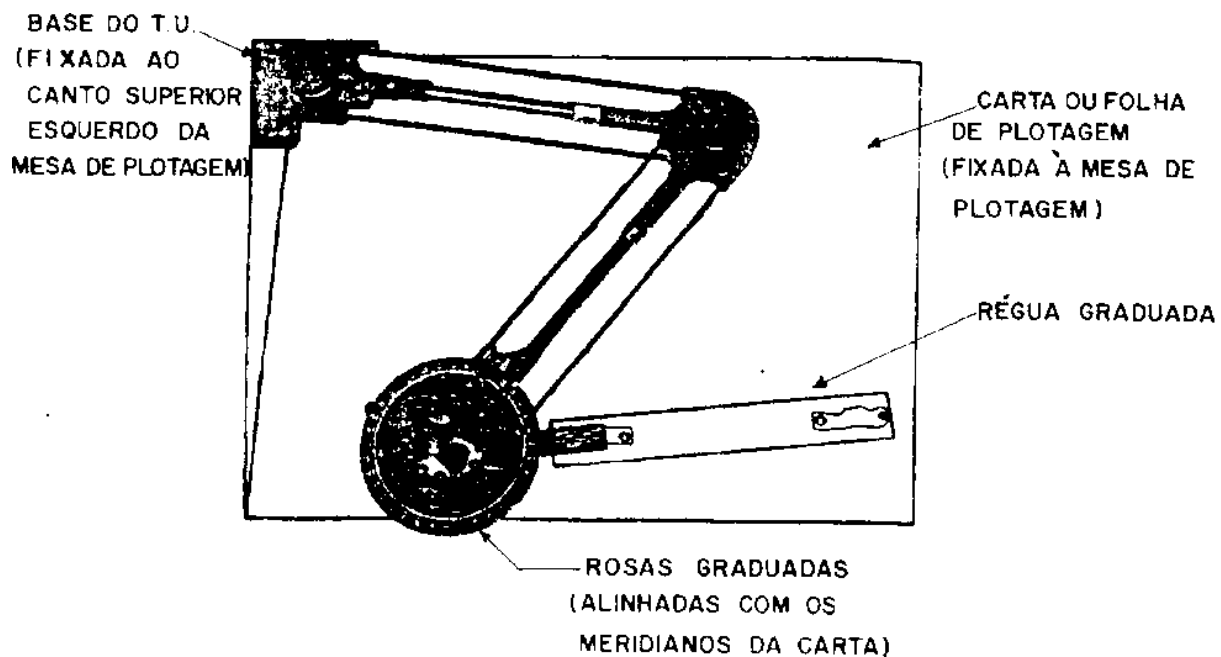 BASE DO T.U.
(FIXADA AO
CANTO SUPERIOR
ESQUERDO DA
MESA DE PLOTAGEM)
CARTA OU FOLHA
DE PLOTAGEM
(FIXADA À MESA DE
PLOTAGEM)
RÉGUA GRADUADA
ROSAS GRADUADAS
(ALINHADAS COM OS
MERIDIANOS DA CARTA)